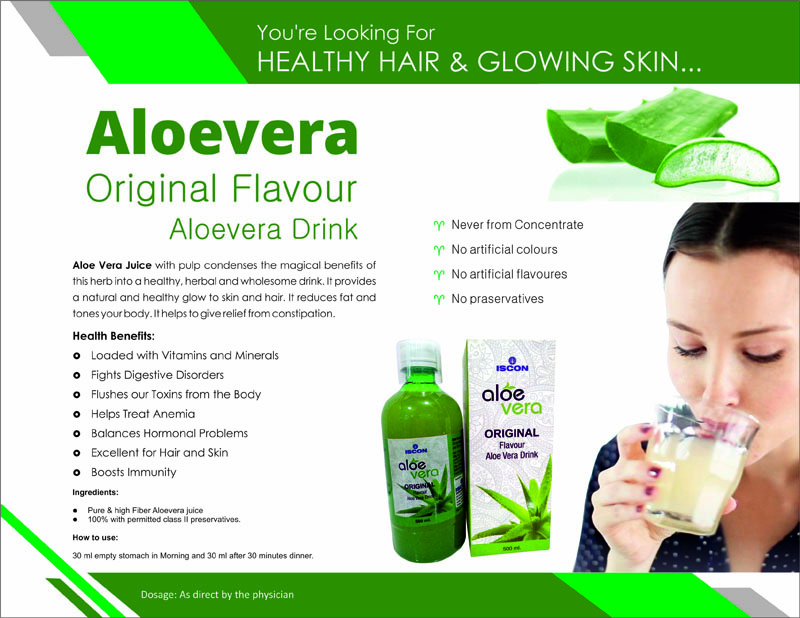 You're Looking For
HEALTHY HAIR & GLOWING SKIN...
Aloevera
Original Flavour
Aloevera Drink
Aloe Vera Juice with pulp condenses the magical benefits of
this herb into a healthy, herbal and wholesome drink. It provides
a natural and healthy glow to skin and hair. It reduces fat and
tones your body. It helps to give relief from constipation.
Health Benefits:
Loaded with Vitamins and Minerals
Fights Digestive Disorders
Flushes our Toxins from the Body
Helps Treat Anemia
Balances Hormonal Problems
Excellent for Hair and Skin
Boosts Immunity
Ingredients:
Pure & high Fiber Aloevera juice
100% with permitted class II preservatives.
How to use:
30 ml empty stomach in Morning and 30 ml after 30 minutes dinner.
Never from Concentrate
No artificial colours
No artificial flavoures
No praservatives
ISCON
aloe
vera
ORIGINAL
Flavour
Aloe Vera Drink
500 ml.
ISCON
aloe
vera
ORIGINAL
Flavour
Aloe Vera Drink
500 ml.
Dosage: As direct by the physician